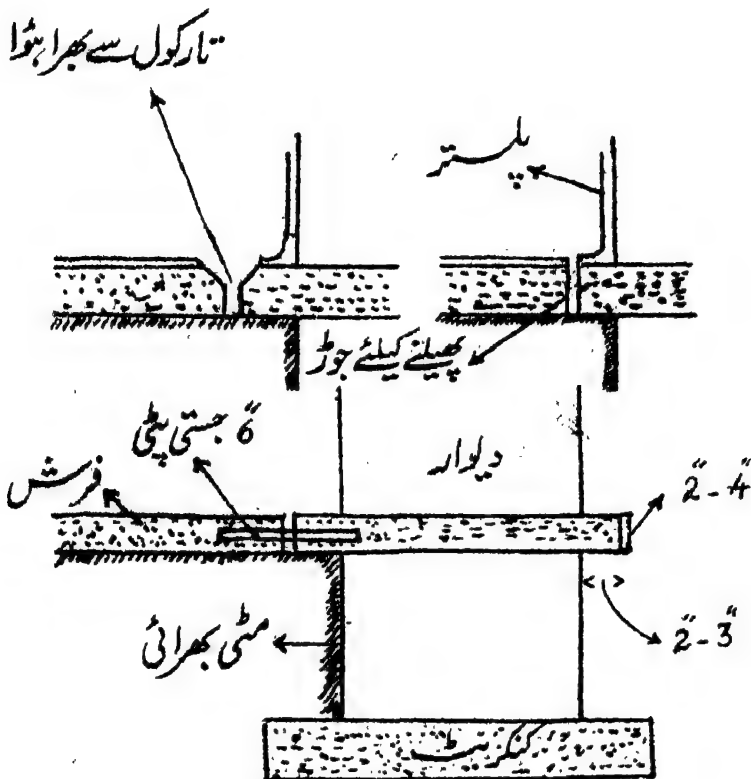 تارکول سے بھرا ہؤا
پلستر
پھیلنے کیلئے جوڑ
6" جستی پٹی
دیوار
فرش
2"-4"
مٹی بھرائی
2"-3"
کنکریٹ